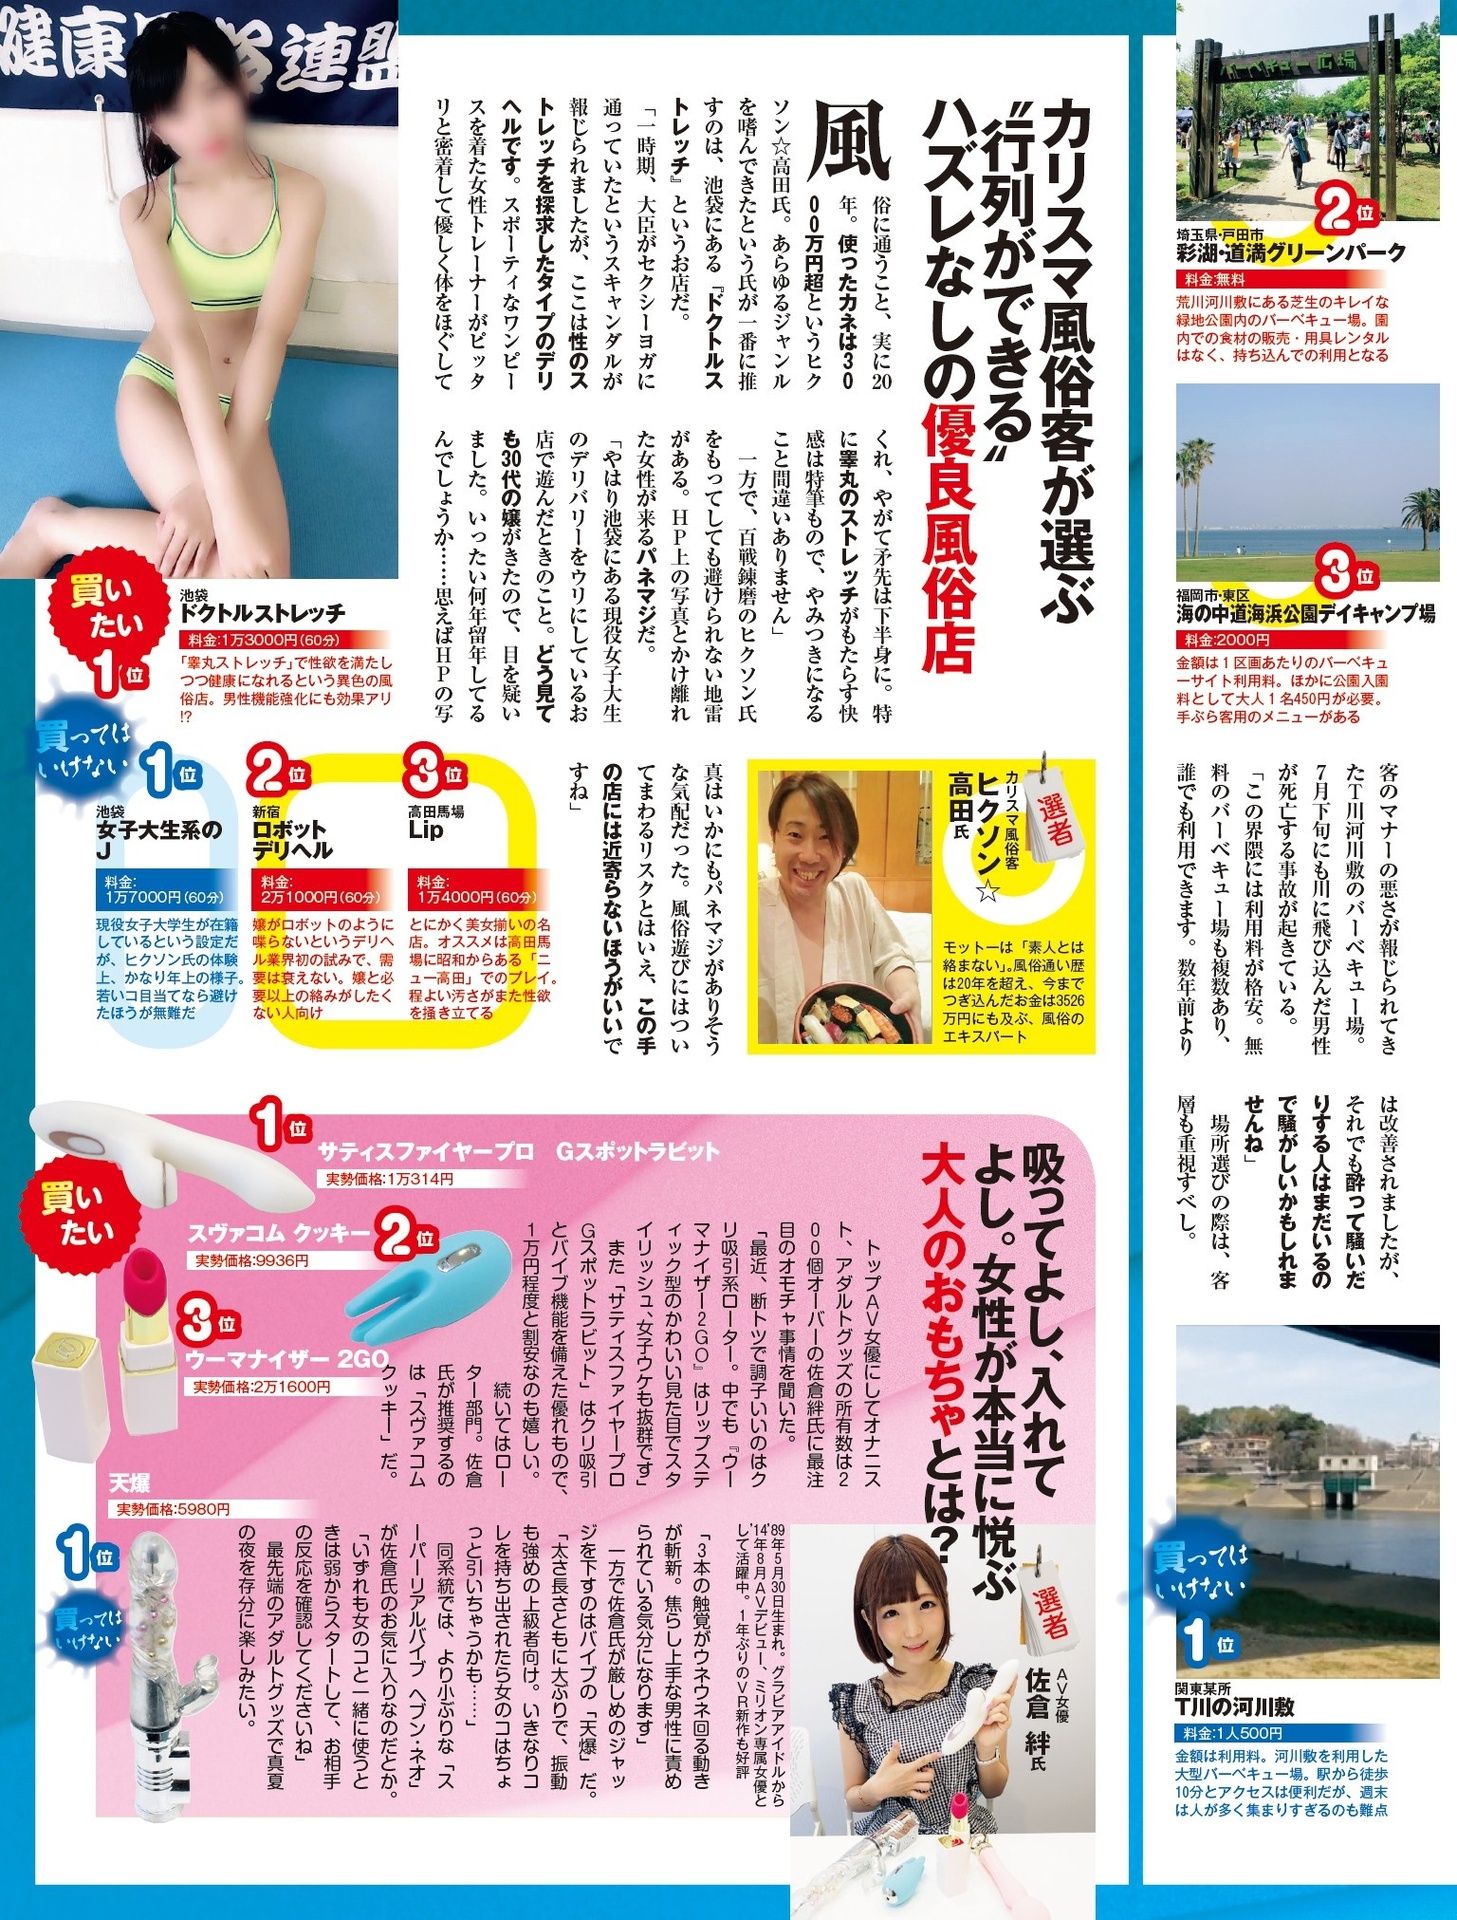 バーベキュー広場
2位
埼玉県・戸田市
彩湖・道満グリーンパーク
料金:無料
荒川河川敷にある芝生のキレイな
緑地公園内のバーベキュー場。園
内での食材の販売・用具レンタル
はなく、持ち込んでの利用となる
3位
福岡市・東区
海の中道海浜公園デイキャンプ場
料金:2000円
金額は1区画あたりのバーベキュ
ーサイト利用料。ほかに公園入園
料として大人1名450円が必要。
手ぶら客用のメニューがある
客のマナーの悪さが報じられてき
たT川河川敷のバーベキュー場。
7月下旬にも川に飛び込んだ男性
が死亡する事故が起きている。
「この界隈には利用料が格安。無
料のバーベキュー場も複数あり、
誰でも利用できます。数年前より
は改善されましたが、
それでも酔って騒いだ
りする人はまだいるの
で騒がしいかもしれま
せんね」
場所選びの際は、客
層も重視すべし。
買ってはいけない
1位
関東某所
T川の河川敷
料金:1人500円
金額は利用料。河川敷を利用した
大型バーベキュー場。駅から徒歩
10分とアクセスは便利だが、週末
は人が多く集まりすぎるのも難点
カリスマ風俗客が選ぶ
“行列ができる”
ハズレなしの優良風俗店
風
俗に通うこと、実に20
年。使ったカネは30
00万円超というヒク
ソン☆高田氏。あらゆるジャンル
を嗜んできたという氏が一番に推
すのは、池袋にある『ドクトルス
トレッチ』というお店だ。
「一時期、大臣がセクシーヨガに
通っていたというスキャンダルが
報じられましたが、ここは性のス
トレッチを探求したタイプのデリ
ヘルです。スポーティなワンピー
スを着た女性トレーナーがピッタ
リと密着して優しく体をほぐして
くれ、やがて矛先は下半身に。特
に睾丸のストレッチがもたらす快
感は特筆もので、やみつきになる
こと間違いありません」
一方で、百戦錬磨のヒクソン氏
をもってしても避けられない地雷
がある。HP上の写真とかけ離れ
た女性が来るパネマジだ。
「やはり池袋にある現役女子大生
のデリバリーをウリにしているお
店で遊んだときのこと。どう見て
も30代の嬢がきたので、目を疑い
ました。いったい何年留年してる
んでしょうか……思えばHPの写
真はいかにもパネマジがありそう
な気配だった。風俗遊びにはつい
てまわるリスクとはいえ、この手
の店には近寄らないほうがいいで
すね」
選者
カリスマ風俗客
ヒクソン☆
高田氏
モットーは「素人とは
絡まない」。風俗通い歴
は20年を超え、今まで
つぎ込んだお金は3526
万円にも及ぶ、風俗の
エキスパート
健康
連盟
買いたい
1位
池袋
ドクトルストレッチ
料金:1万3000円(60分)
「睾丸ストレッチ」で性欲を満たし
つつ健康になれるという異色の風
俗店。男性機能強化にも効果アリ
!?
買ってはいけない
1位
池袋
女子大生系の
J
料金:
1万7000円(60分)
現役女子大学生が在籍
しているという設定だ
が、ヒクソン氏の体験
上、かなり年上の様子。
若いコ目当てなら避け
たほうが無難だ
2位
新宿
ロボット
デリヘル
料金:
2万1000円(60分)
嬢がロボットのように
喋らないというデリヘ
ル業界初の試みで、需
要は衰えない。嬢と必
要以上の絡みがしたく
ない人向け
3位
高田馬場
Lip
料金:
1万4000円(60分)
とにかく美女揃いの名
店。オススメは高田馬
場に昭和からある「ニ
ュー高田」でのプレイ。
程よい汚さがまた性欲
を掻き立てる
吸ってよし、入れて
よし。女性が本当に悦ぶ
大人のおもちゃとは?
トップAV女優にしてオナニス
ト、アダルトグッズの所有数は2
00個オーバーの佐倉絆氏に最注
目のオモチャ事情を聞いた。
「最近、断トツで調子いいのはク
リ吸引系ローター。中でも『ウー
マナイザー2GO』はリップステ
ィック型のかわいい見た目でスタ
イリッシュ、女子ウケも抜群です」
また「サティスファイヤープロ
Gスポットラビット」はクリ吸引
とバイブ機能を備えた優れもので、
1万円程度と割安なのも嬉しい。
続いてはロー
ター部門。佐倉
氏が推奨するの
は「スヴァコム
クッキー」だ。
「3本の触覚がウネウネ回る動き
が斬新。焦らし上手な男性に責め
られている気分になります」
一方で佐倉氏が厳しめのジャッ
ジを下すのはバイブの「天爆」だ。
「太さ長さともに大ぶりで、振動
も強めの上級者向け。いきなりコ
レを持ち出されたら女のコはちょ
っと引いちゃうかも……」
同系統では、より小ぶりな「ス
ーパーリアルバイブ ヘブン・ネオ」
が佐倉氏のお気に入りなのだとか。
「いずれも女のコと一緒に使うと
きは弱からスタートして、お相手
の反応を確認してくださいね」
最先端のアダルトグッズで真夏
の夜を存分に楽しみたい。
選者
AV女優
佐倉 絆氏
'89年5月30日生まれ。グラビアアイドルから
'14年8月AVデビュー、ミリオン専属女優と
して活躍中。1年ぶりのVR新作も好評
買いたい
1位
サティスファイヤープロ Gスポットラビット
実勢価格:1万314円
2位
スヴァコム クッキー
実勢価格:9936円
3位
ウーマナイザー 2GO
実勢価格:2万1600円
天爆
実勢価格:5980円
1位
買ってはいけない